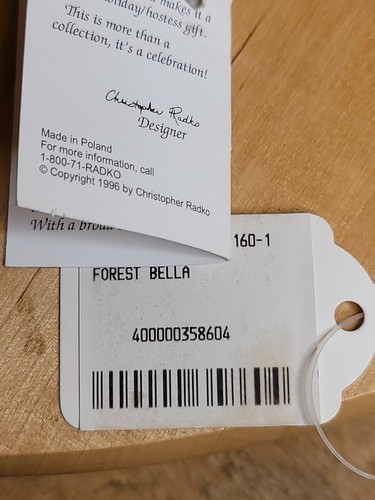 makes it a
holiday/hostess gift.
This is more than a
collection, it's a celebration!
Christopher Radko
Designer
Made in Poland
For more information, call
1-800-71-RADKO
© Copyright 1996 by Christopher Radko
With a broad
160-1
FOREST BELLA
400000358604